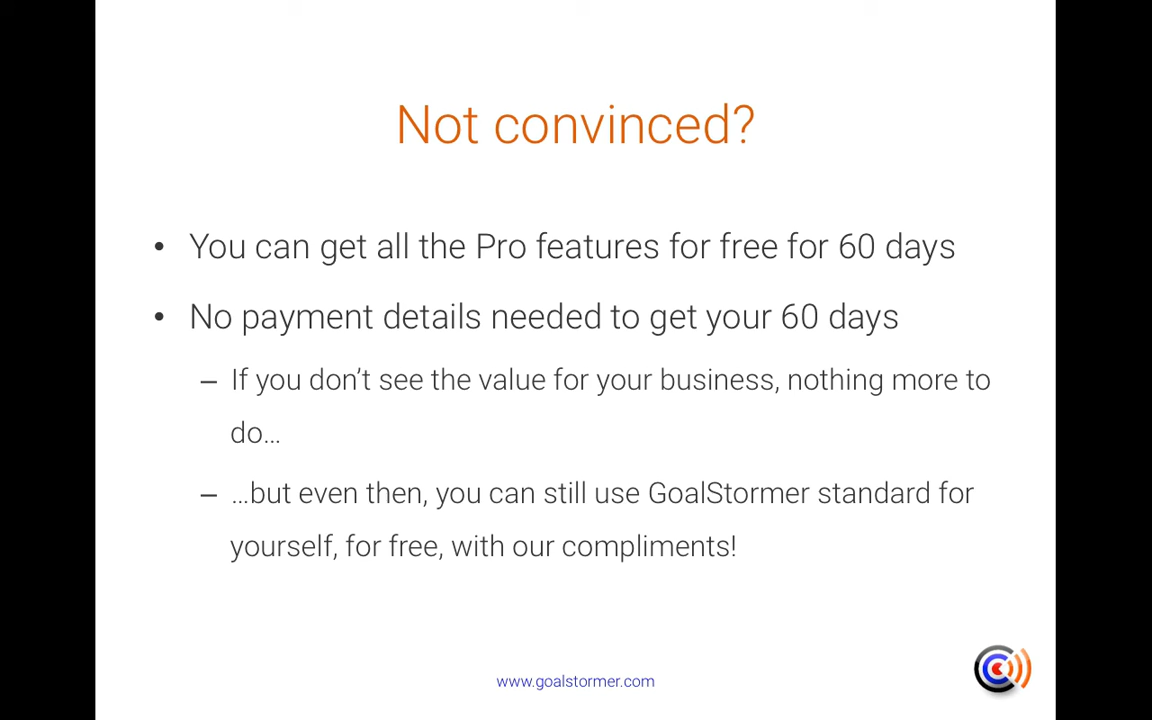 Not convinced?
• You can get all the Pro features for free for 60 days
• No payment details needed to get your 60 days
– If you don’t see the value for your business, nothing more to
do…
– …but even then, you can still use GoalStormer standard for
yourself, for free, with our compliments!
www.goalstormer.com